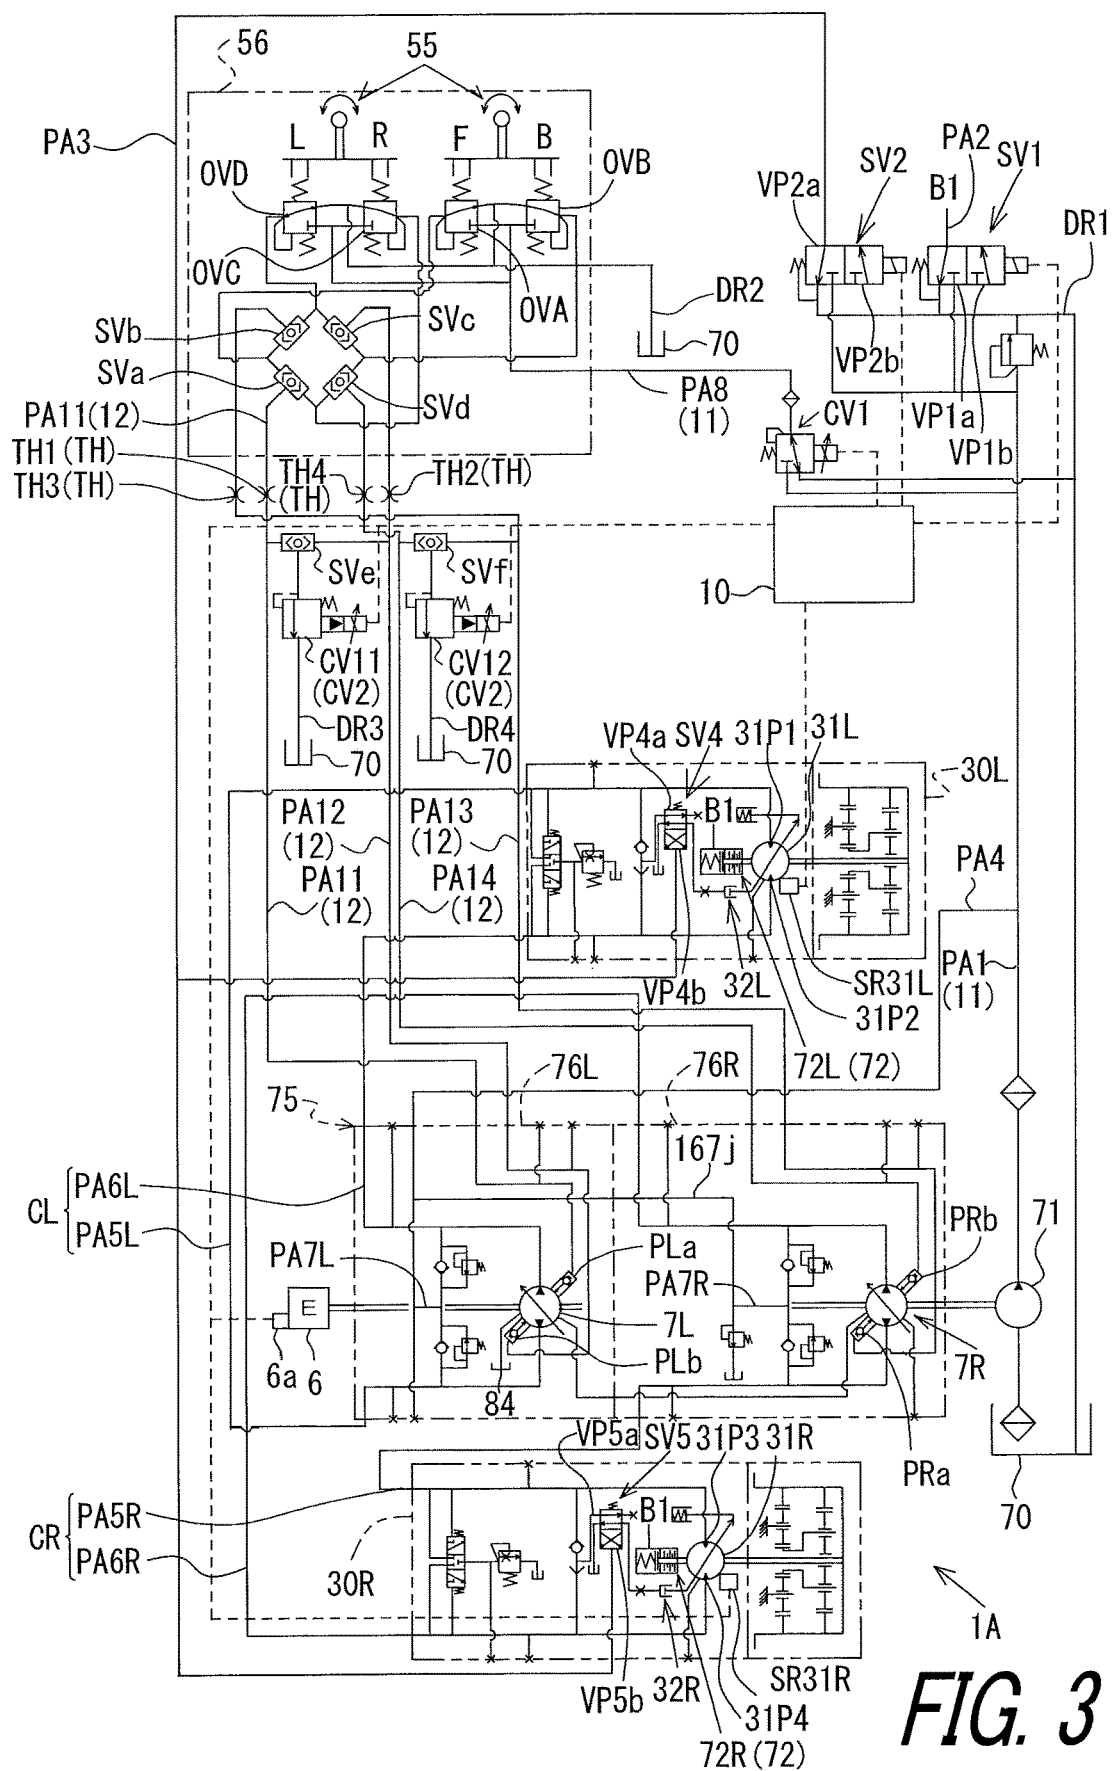 56
55
PA3
L
R
F
B
OVD
OVB
OVC
OVA
SVb
SVc
SVa
SVd
DR2
70
PA8
(11)
PA11(12)
TH1(TH)
TH3(TH)
TH4
(TH)
TH2(TH)
VP2a
SV2
PA2
B1
SV1
DR1
VP2b
VP1a
VP1b
CV1
10
SVe
SVf
CV11
(CV2)
CV12
(CV2)
DR3
DR4
70
70
PA12
(12)
PA13
(12)
PA11
(12)
PA14
(12)
VP4a
SV4
31P1
31L
30L
B1
PA4
VP4b
32L
SR31L
31P2
72L(72)
PA1
(11)
75
76L
76R
167j
CL
PA6L
PA5L
PA7L
PLa
PA7R
PRb
71
E
7L
PLb
6a
6
84
7R
PRa
70
VP5a
SV5
31P3
31R
CR
PA5R
PA6R
B1
30R
VP5b
32R
SR31R
31P4
72R(72)
1A
FIG. 3